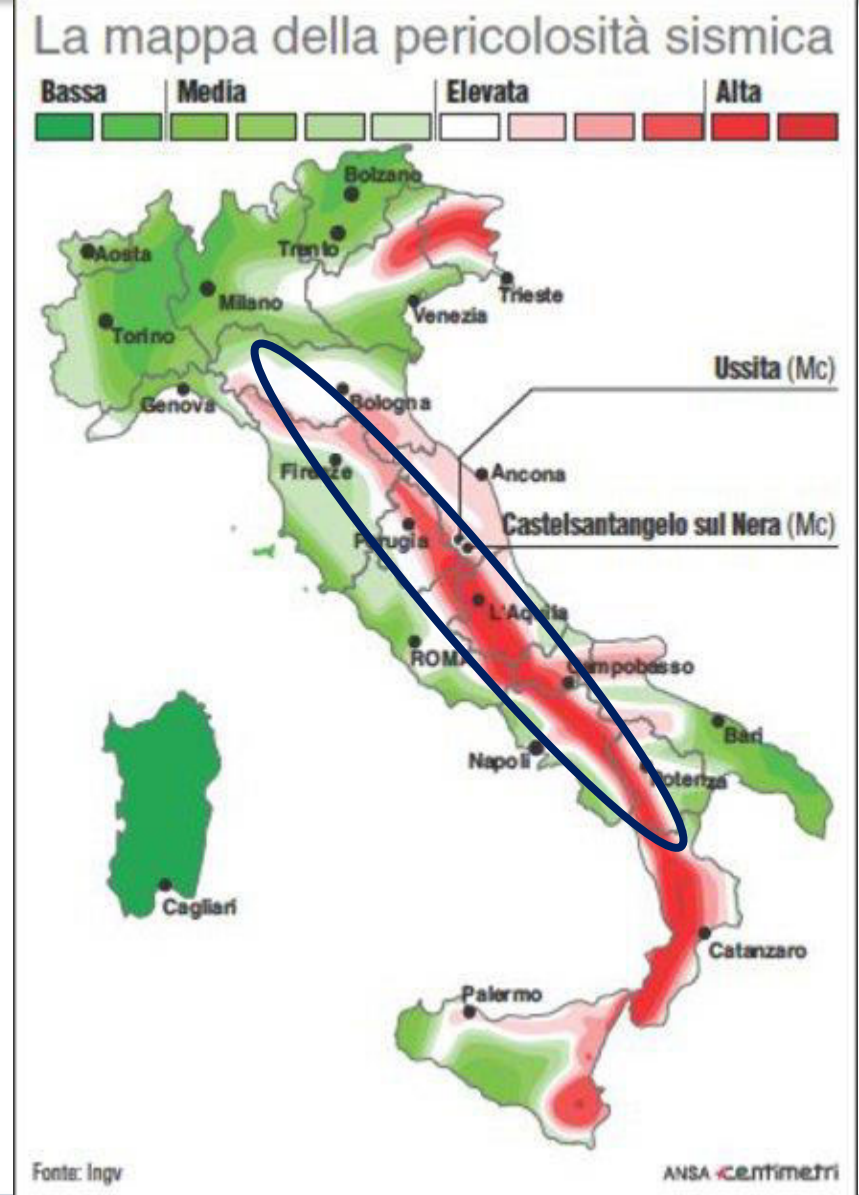 La mappa della pericolosità sismica
Bassa Media Elevata Alta
Bolzano
Aosta
Trento
Milano
Trieste
Venezia
Torino
Ussita (Mc)
Genova
Bologna
Firenze
Ancona
Castelsantangelo sul Nera (Mc)
Perugia
L'Aquila
ROMA
Campobasso
Bari
Napoli
Potenza
Cagliari
Catanzaro
Palermo
Fonte: Ingv
ANSA centimetri